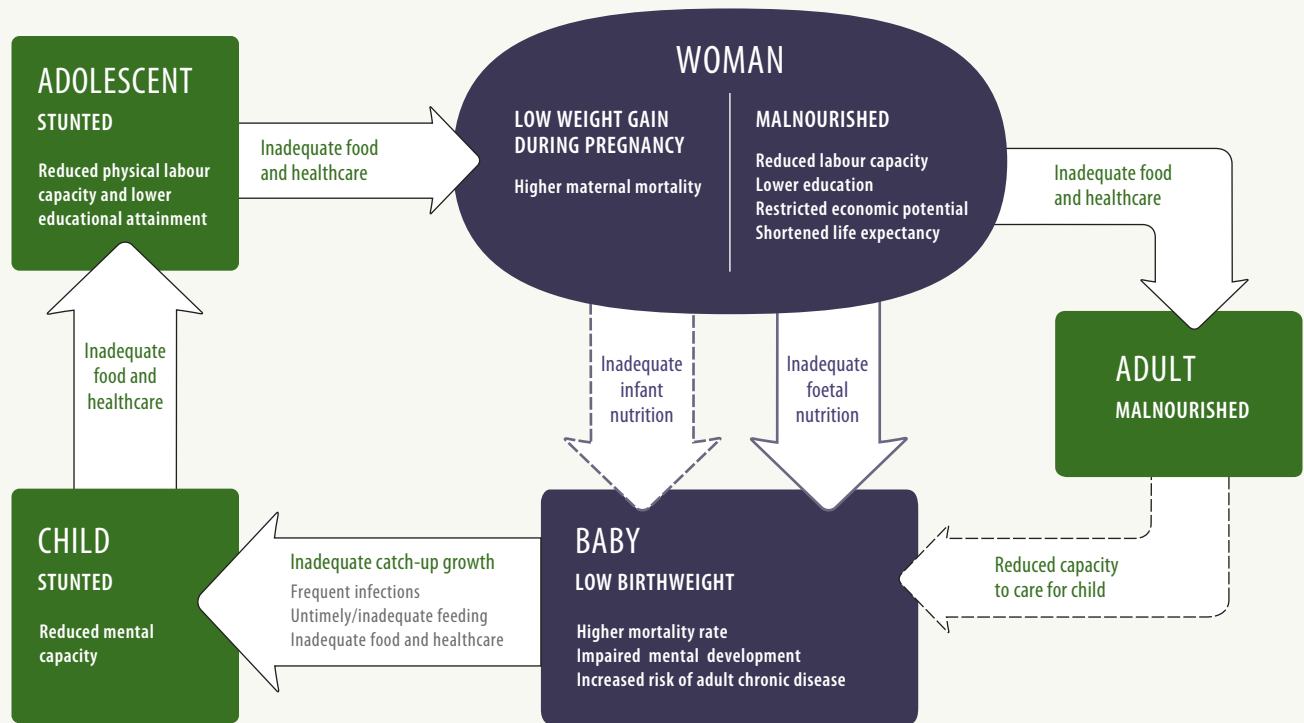 ADOLESCENT
STUNTED
Reduced physical labour
capacity and lower
educational attainment
Inadequate food
and healthcare
WOMAN
LOW WEIGHT GAIN
DURING PREGNANCY
Higher maternal mortality
MALNOURISHED
Reduced labour capacity
Lower education
Restricted economic potential
Shortened life expectancy
Inadequate food
and healthcare
Inadequate
food and
healthcare
Inadequate
infant
nutrition
Inadequate
foetal
nutrition
ADULT
MALNOURISHED
CHILD
STUNTED
Reduced mental
capacity
Inadequate catch-up growth
Frequent infections
Untimely/inadequate feeding
Inadequate food and healthcare
BABY
LOW BIRTHWEIGHT
Higher mortality rate
Impaired mental development
Increased risk of adult chronic disease
Reduced capacity
to care for child